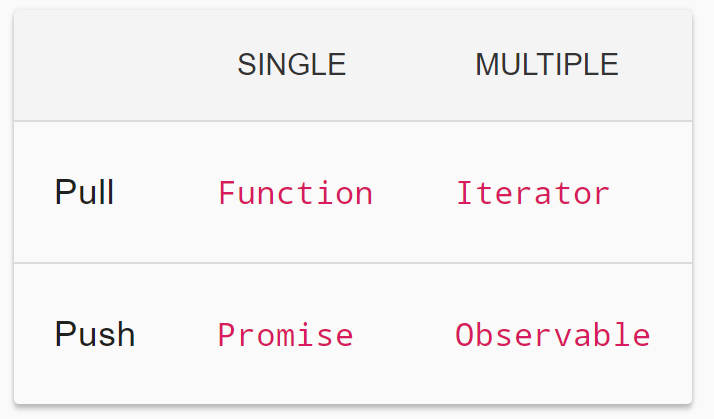 SINGLE MULTIPLE
Pull Function Iterator
Push Promise Observable